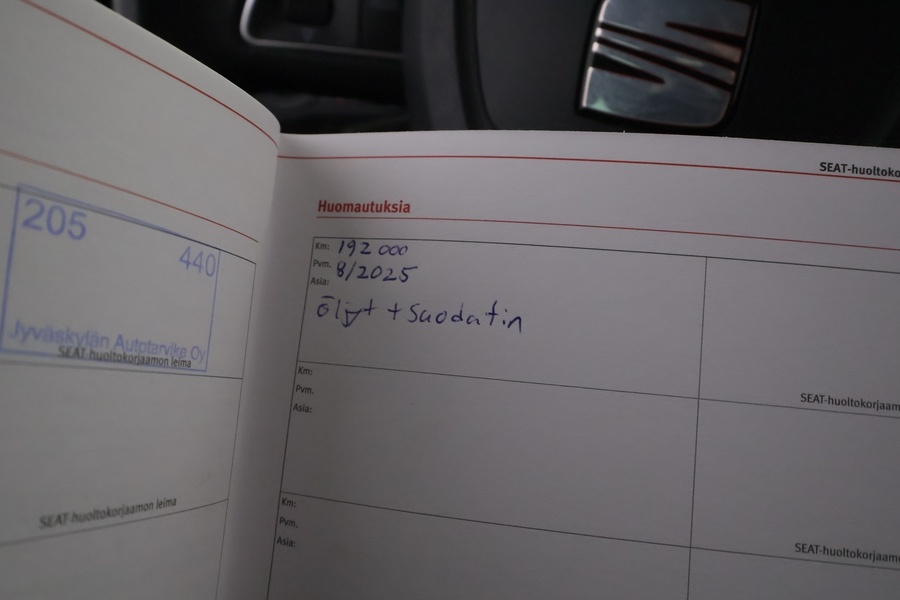 205
440
Jyväskylän Autotarvike Oy
SEAT-huoltokorjaamon leima
SEAT-huoltokorjaamon leima
SEAT-huoltoko
Huomautuksia
Km: 192 000
Pvm. 8/2025
Asia:
öljyt + suodatin
SEAT-huoltokorjaam
Km:
Pvm.
Asia:
SEAT-huoltokorjaam
Km:
Pvm.
Asia: